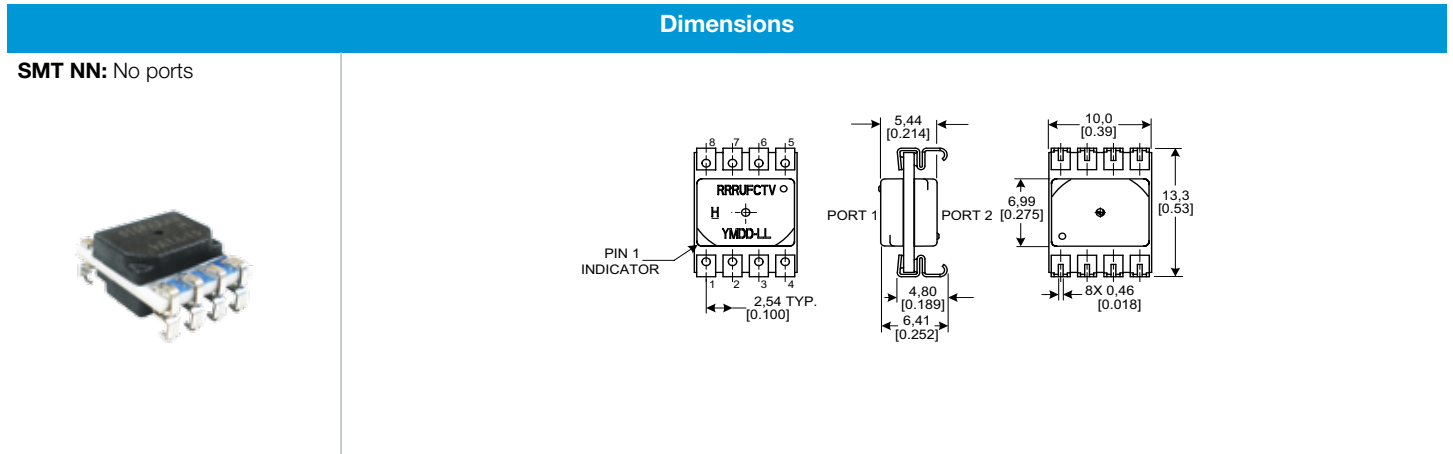 Dimensions
SMT NN: No ports
8 7 6 5
RRRUFCTV
H
YMDD-LL
PIN 1
INDICATOR
1 2 3 4
2,54 TYP.
[0.100]
5,44
[0.214]
PORT 1
PORT 2
4,80
[0.189]
6,41
[0.252]
10,0
[0.39]
6,99
[0.275]
13,3
[0.53]
8X 0,46
[0.018]